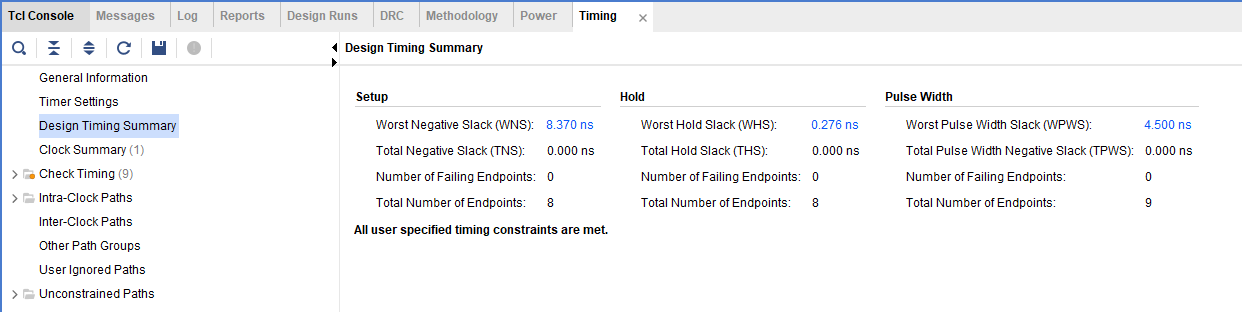 Tcl Console Messages Log Reports Design Runs DRC Methodology Power Timing ×
Design Timing Summary
General Information
Timer Settings
Design Timing Summary
Clock Summary (1)
Check Timing (9)
Intra-Clock Paths
Inter-Clock Paths
Other Path Groups
User Ignored Paths
Unconstrained Paths
Setup Hold Pulse Width
Worst Negative Slack (WNS): 8.370 ns Worst Hold Slack (WHS): 0.276 ns Worst Pulse Width Slack (WPWS): 4.500 ns
Total Negative Slack (TNS): 0.000 ns Total Hold Slack (THS): 0.000 ns Total Pulse Width Negative Slack (TPWS): 0.000 ns
Number of Failing Endpoints: 0 Number of Failing Endpoints: 0 Number of Failing Endpoints: 0
Total Number of Endpoints: 8 Total Number of Endpoints: 8 Total Number of Endpoints: 9
All user specified timing constraints are met.